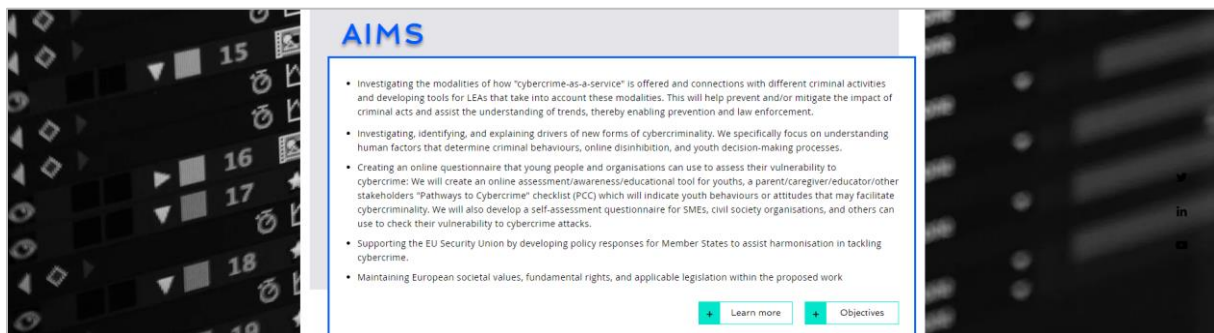 AIMS
• Investigating the modalities of how "cybercrime-as-a-service" is offered and connections with different criminal activities
and developing tools for LEAs that take into account these modalities. This will help prevent and/or mitigate the impact of
criminal acts and assist the understanding of trends, thereby enabling prevention and law enforcement.
• Investigating, identifying, and explaining drivers of new forms of cybercriminality. We specifically focus on understanding
human factors that determine criminal behaviours, online disinhibition, and youth decision-making processes.
• Creating an online questionnaire that young people and organisations can use to assess their vulnerability to
cybercrime: We will create an online assessment/awareness/educational tool for youths, a parent/caregiver/educator/other
stakeholders "Pathways to Cybercrime" checklist (PCC) which will indicate youth behaviours or attitudes that may facilitate
cybercriminality. We will also develop a self-assessment questionnaire for SMEs, civil society organisations, and others can
use to check their vulnerability to cybercrime attacks.
• Supporting the EU Security Union by developing policy responses for Member States to assist harmonisation in tackling
cybercrime.
• Maintaining European societal values, fundamental rights, and applicable legislation within the proposed work
+ Learn more
+ Objectives
15
16
17
18
19
in